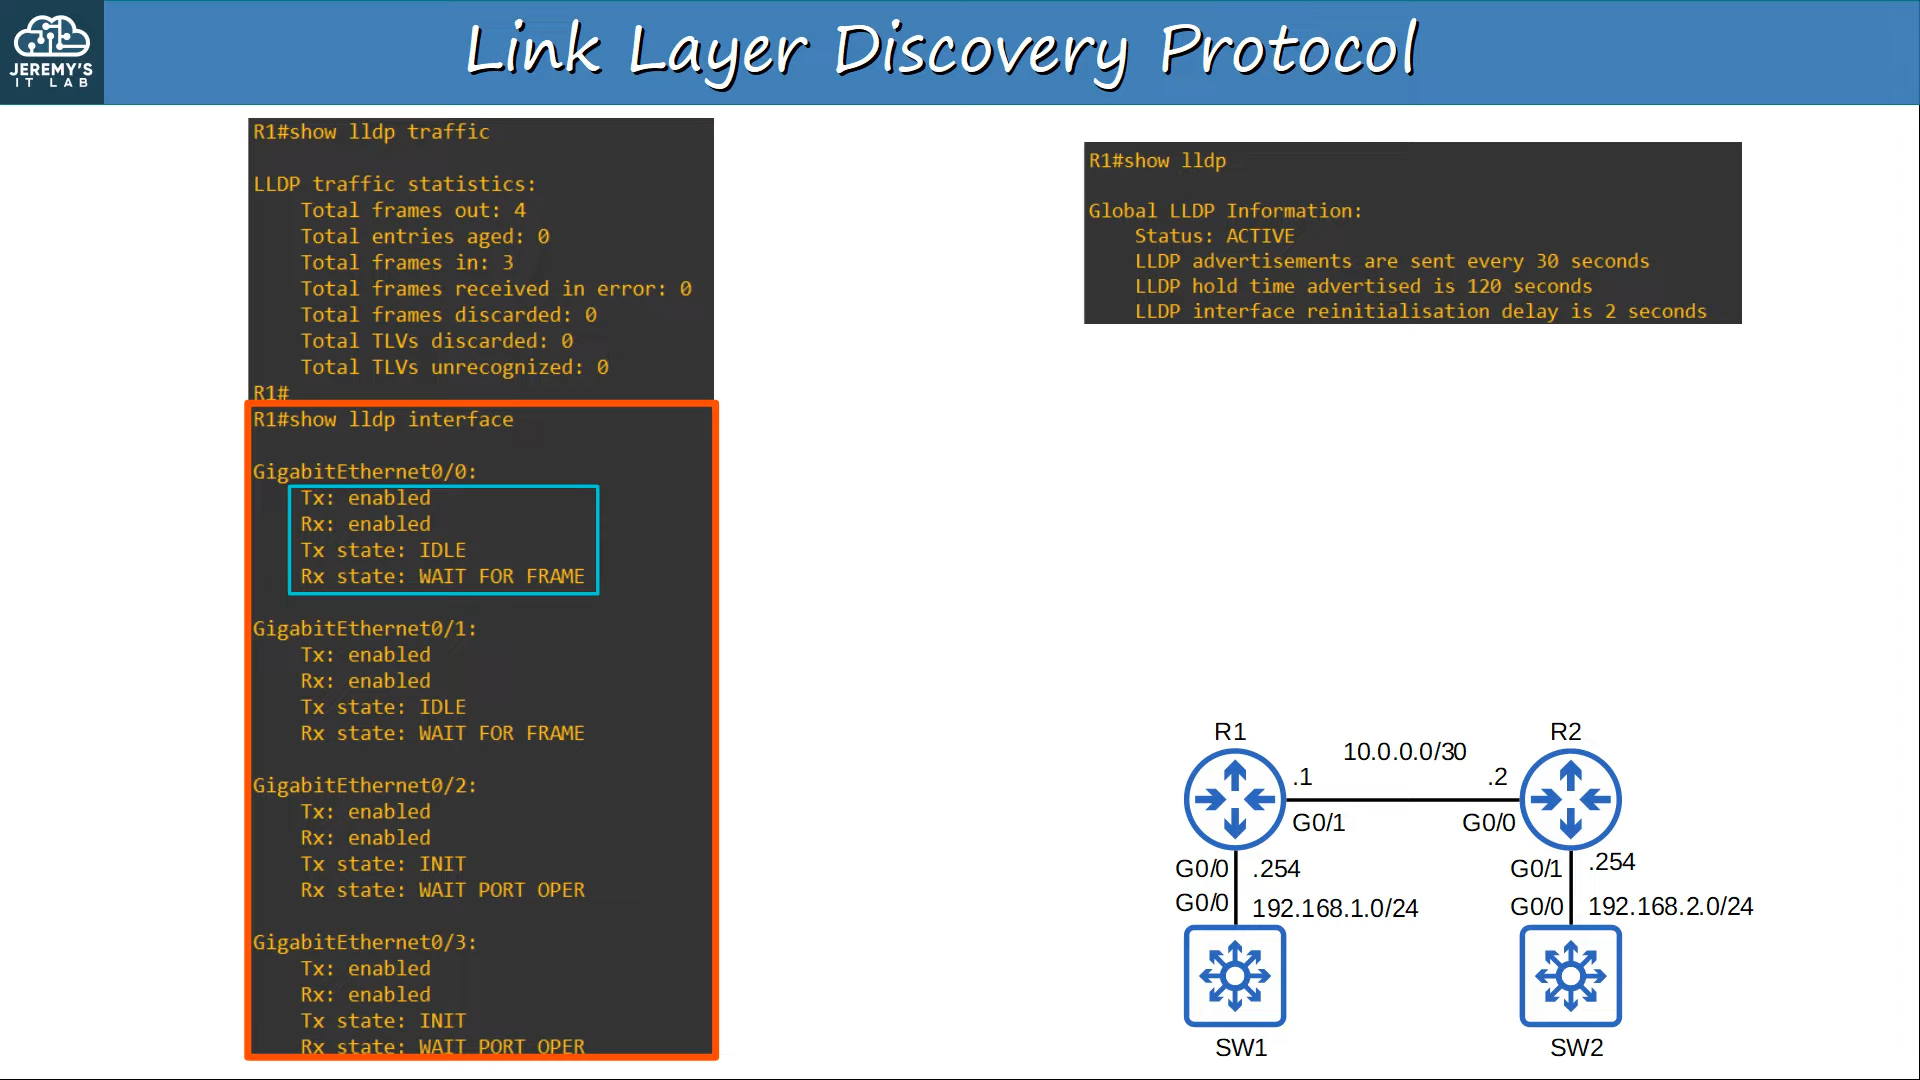 JEREMY'S
IT LAB
Link Layer Discovery Protocol
R1#show lldp traffic
LLDP traffic statistics:
Total frames out: 4
Total entries aged: 0
Total frames in: 3
Total frames received in error: 0
Total frames discarded: 0
Total TLVs discarded: 0
Total TLVs unrecognized: 0
R1#
R1#show lldp interface
GigabitEthernet0/0:
Tx: enabled
Rx: enabled
Tx state: IDLE
Rx state: WAIT FOR FRAME
GigabitEthernet0/1:
Tx: enabled
Rx: enabled
Tx state: IDLE
Rx state: WAIT FOR FRAME
GigabitEthernet0/2:
Tx: enabled
Rx: enabled
Tx state: INIT
Rx state: WAIT PORT OPER
GigabitEthernet0/3:
Tx: enabled
Rx: enabled
Tx state: INIT
Rx state: WAIT PORT OPER
R1#show lldp
Global LLDP Information:
Status: ACTIVE
LLDP advertisements are sent every 30 seconds
LLDP hold time advertised is 120 seconds
LLDP interface reinitialisation delay is 2 seconds
R1
R2
10.0.0.0/30
.1
.2
G0/1
G0/0
G0/0
.254
G0/0
192.168.1.0/24
G0/1
.254
G0/0
192.168.2.0/24
SW1
SW2